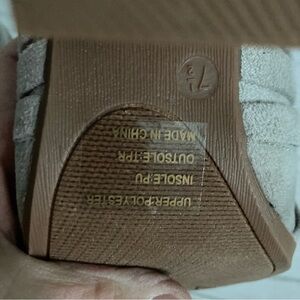 7½
UPPER:POLYESTER
INSOLE:PU
OUTSOLE:TPR
MADE IN CHINA